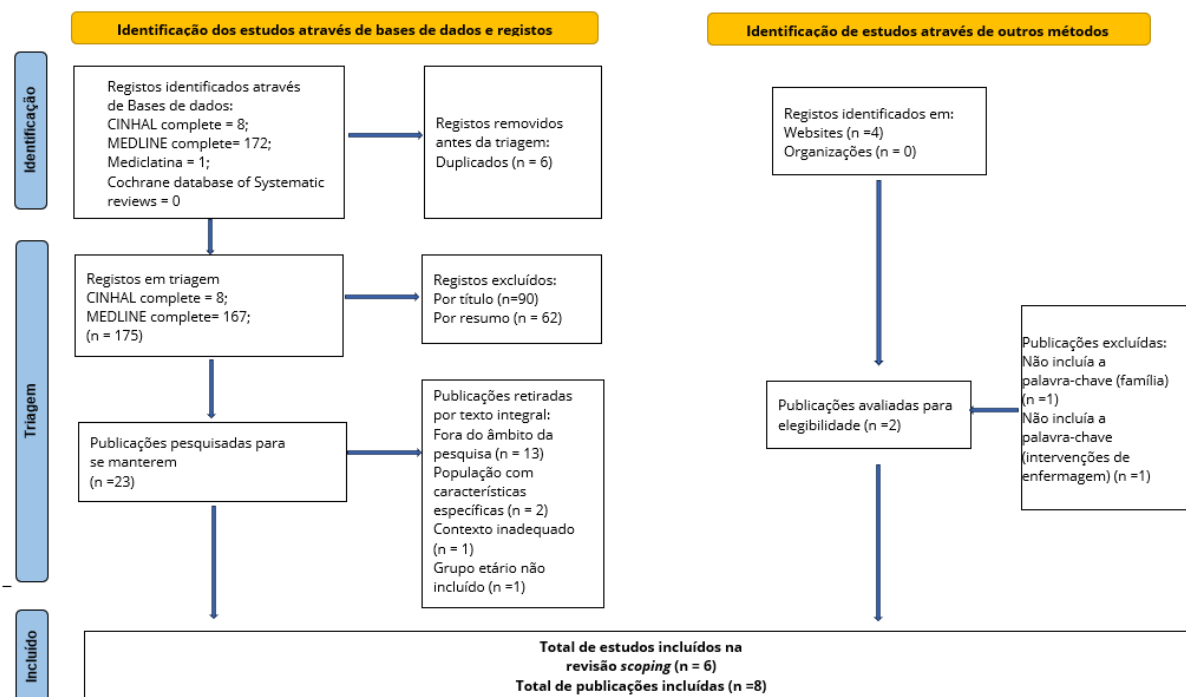 Identificação dos estudos através de bases de dados e registos
Identificação de estudos através de outros métodos
Identificação
Registos identificados através
de Bases de dados:
CINHAL complete = 8;
MEDLINE complete= 172;
Mediclatina = 1;
Cochrane database of Systematic
reviews = 0
Registos removidos
antes da triagem:
Duplicados (n = 6)
Registos identificados em:
Websites (n =4)
Organizações (n = 0)
Triagem
Registos em triagem
CINHAL complete = 8;
MEDLINE complete= 167;
(n = 175)
Registos excluídos:
Por título (n=90)
Por resumo (n = 62)
Publicações pesquisadas para
se manterem
(n =23)
Publicações retiradas
por texto integral:
Fora do âmbito da
pesquisa (n = 13)
População com
características
específicas (n = 2)
Contexto inadequado
(n = 1)
Grupo etário não
incluído (n =1)
Publicações avaliadas para
elegibilidade (n =2)
Publicações excluídas:
Não incluía a
palavra-chave (família)
(n =1)
Não incluía a
palavra-chave
(intervenções de
enfermagem) (n =1)
Incluído
Total de estudos incluídos na
revisão scoping (n = 6)
Total de publicações incluídas (n =8)